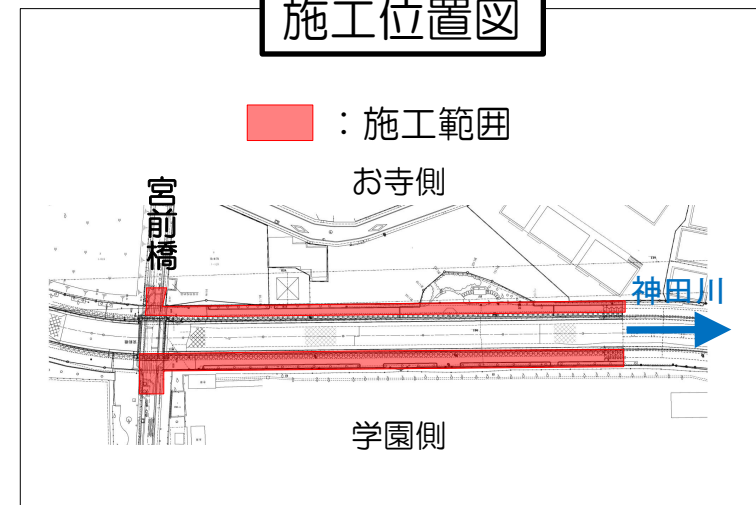 施工位置図
：施工範囲
お寺側
宮前橋
神田川
学園側